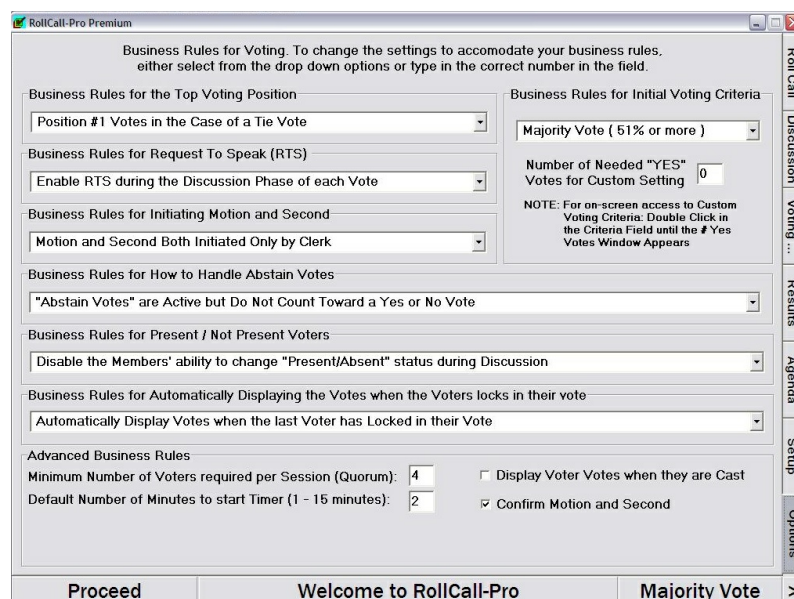 RollCall-Pro Premium
Business Rules for Voting. To change the settings to accomodate your business rules,
either select from the drop down options or type in the correct number in the field.
Business Rules for the Top Voting Position
Position #1 Votes in the Case of a Tie Vote
Business Rules for Request To Speak (RTS)
Enable RTS during the Discussion Phase of each Vote
Business Rules for Initiating Motion and Second
Motion and Second Both Initiated Only by Clerk
Business Rules for Initial Voting Criteria
Majority Vote ( 51% or more )
Number of Needed "YES"
Votes for Custom Setting
0
NOTE: For on-screen access to Custom
Voting Criteria: Double Click in
the Criteria Field until the # Yes
Votes Window Appears
Business Rules for How to Handle Abstain Votes
"Abstain Votes" are Active but Do Not Count Toward a Yes or No Vote
Business Rules for Present / Not Present Voters
Disable the Members' ability to change "Present/Absent" status during Discussion
Business Rules for Automatically Displaying the Votes when the Voters locks in their vote
Automatically Display Votes when the last Voter has Locked in their Vote
Advanced Business Rules
Minimum Number of Voters required per Session (Quorum): 4
Default Number of Minutes to start Timer (1 - 15 minutes): 2
Display Voter Votes when they are Cast
Confirm Motion and Second
Roll Call
Discussion
Voting ...
Results
Agenda
Setup
Options
Proceed
Welcome to RollCall-Pro
Majority Vote
>